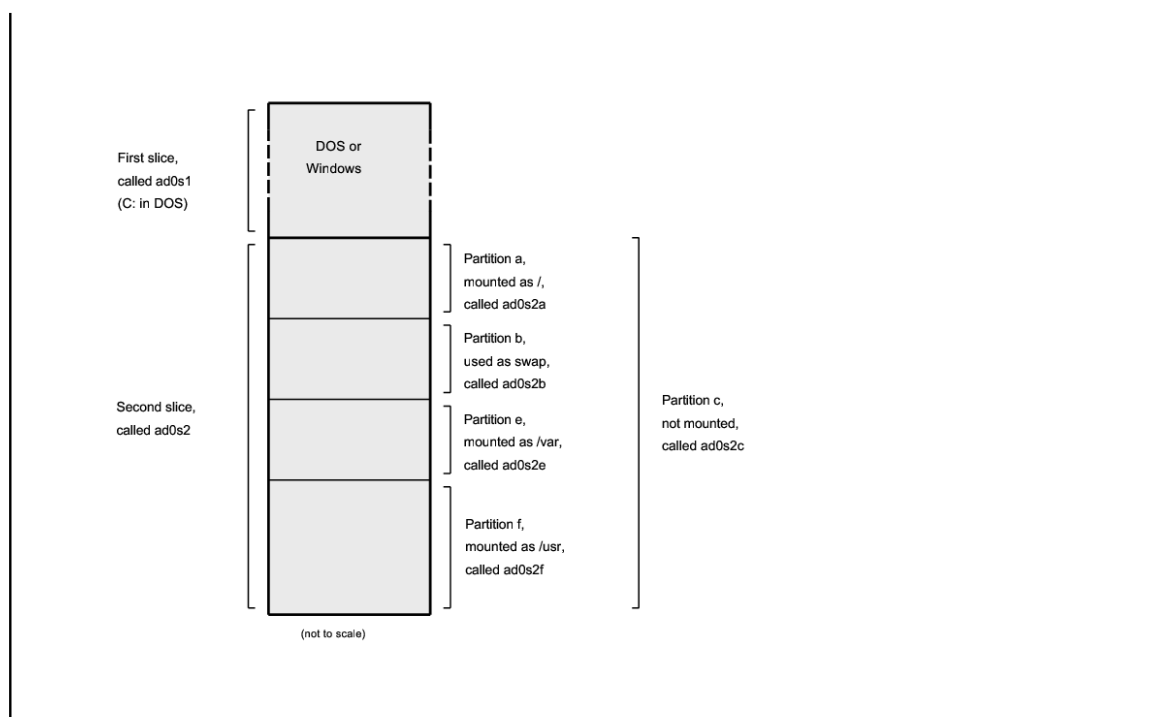 DOS or
Windows
First slice,
called ad0s1
(C: in DOS)
Partition a,
mounted as /,
called ad0s2a
Partition b,
used as swap,
called ad0s2b
Second slice,
called ad0s2
Partition c,
not mounted,
called ad0s2c
Partition e,
mounted as /var,
called ad0s2e
Partition f,
mounted as /usr,
called ad0s2f
(not to scale)